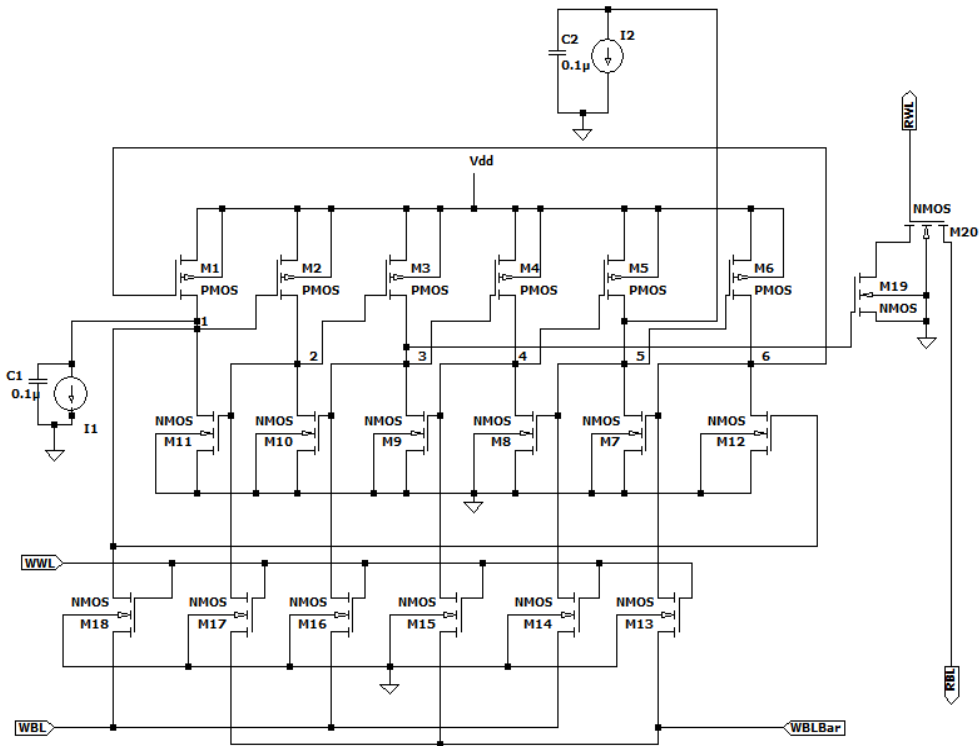 C2
I2
0.1µ
RWL
Vdd
NMOS
M20
M1
PMOS
M2
PMOS
M3
PMOS
M4
PMOS
M5
PMOS
M6
PMOS
M19
NMOS
1
2
3
4
5
6
C1
0.1µ
I1
NMOS
M11
NMOS
M10
NMOS
M9
NMOS
M8
NMOS
M7
NMOS
M12
WWL
NMOS
M18
NMOS
M17
NMOS
M16
NMOS
M15
NMOS
M14
NMOS
M13
RBL
WBL
WBLBar